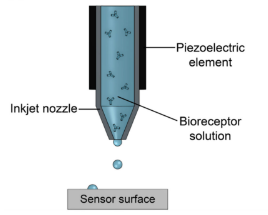 Piezoelectric
element
Inkjet nozzle
Bioreceptor
solution
Sensor surface